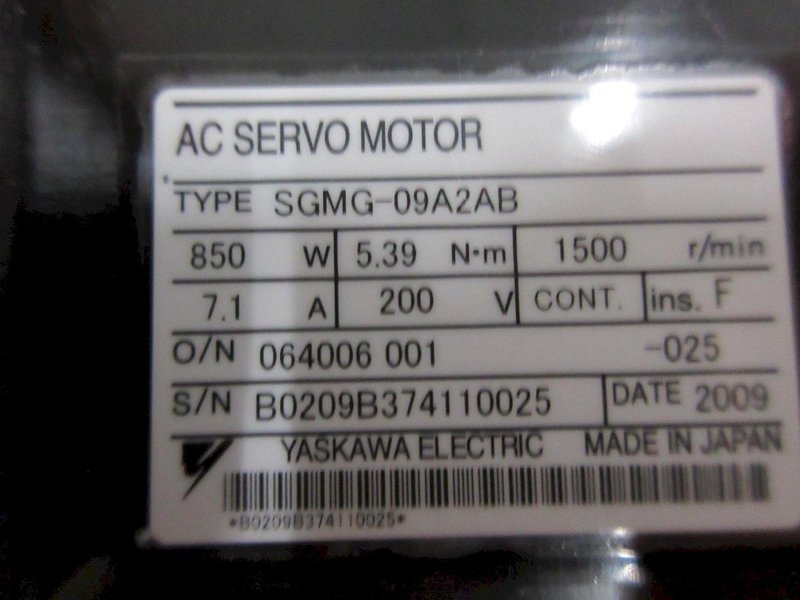 AC SERVO MOTOR
TYPE SGMG-09A2AB
850 W 5.39 N·m 1500 r/min
7.1 A 200 V CONT. ins. F
O/N 064006 001 -025
S/N B0209B374110025 DATE 2009
YASKAWA ELECTRIC MADE IN JAPAN
*B0209B374110025*